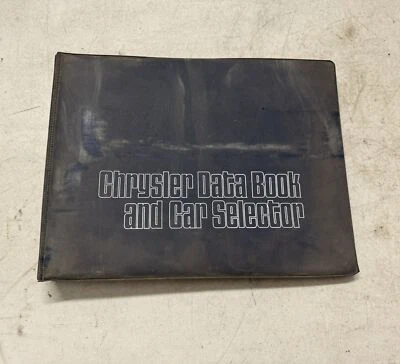 Chrysler Data Book
and Car Selector